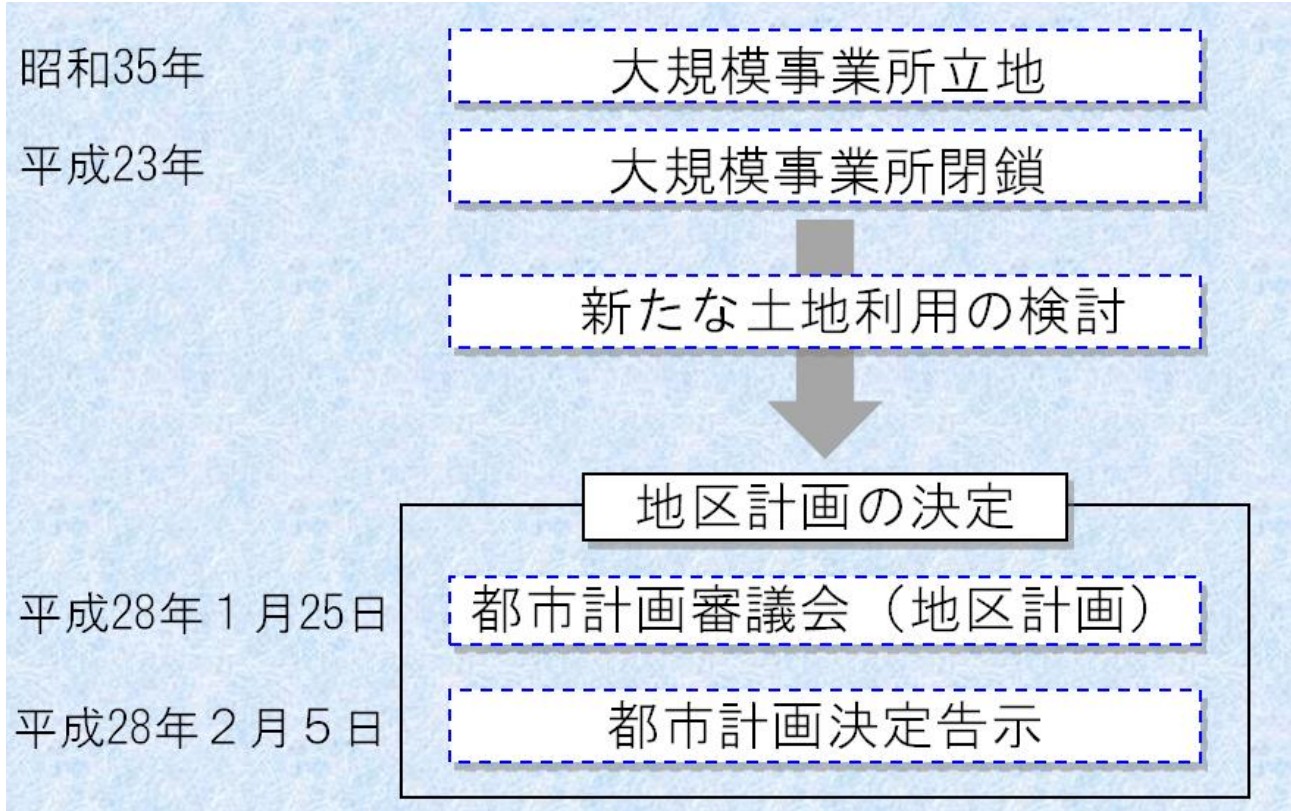 昭和35年 大規模事業所立地
平成23年 大規模事業所閉鎖
新たな土地利用の検討
地区計画の決定
平成28年１月25日 都市計画審議会（地区計画）
平成28年２月５日 都市計画決定告示